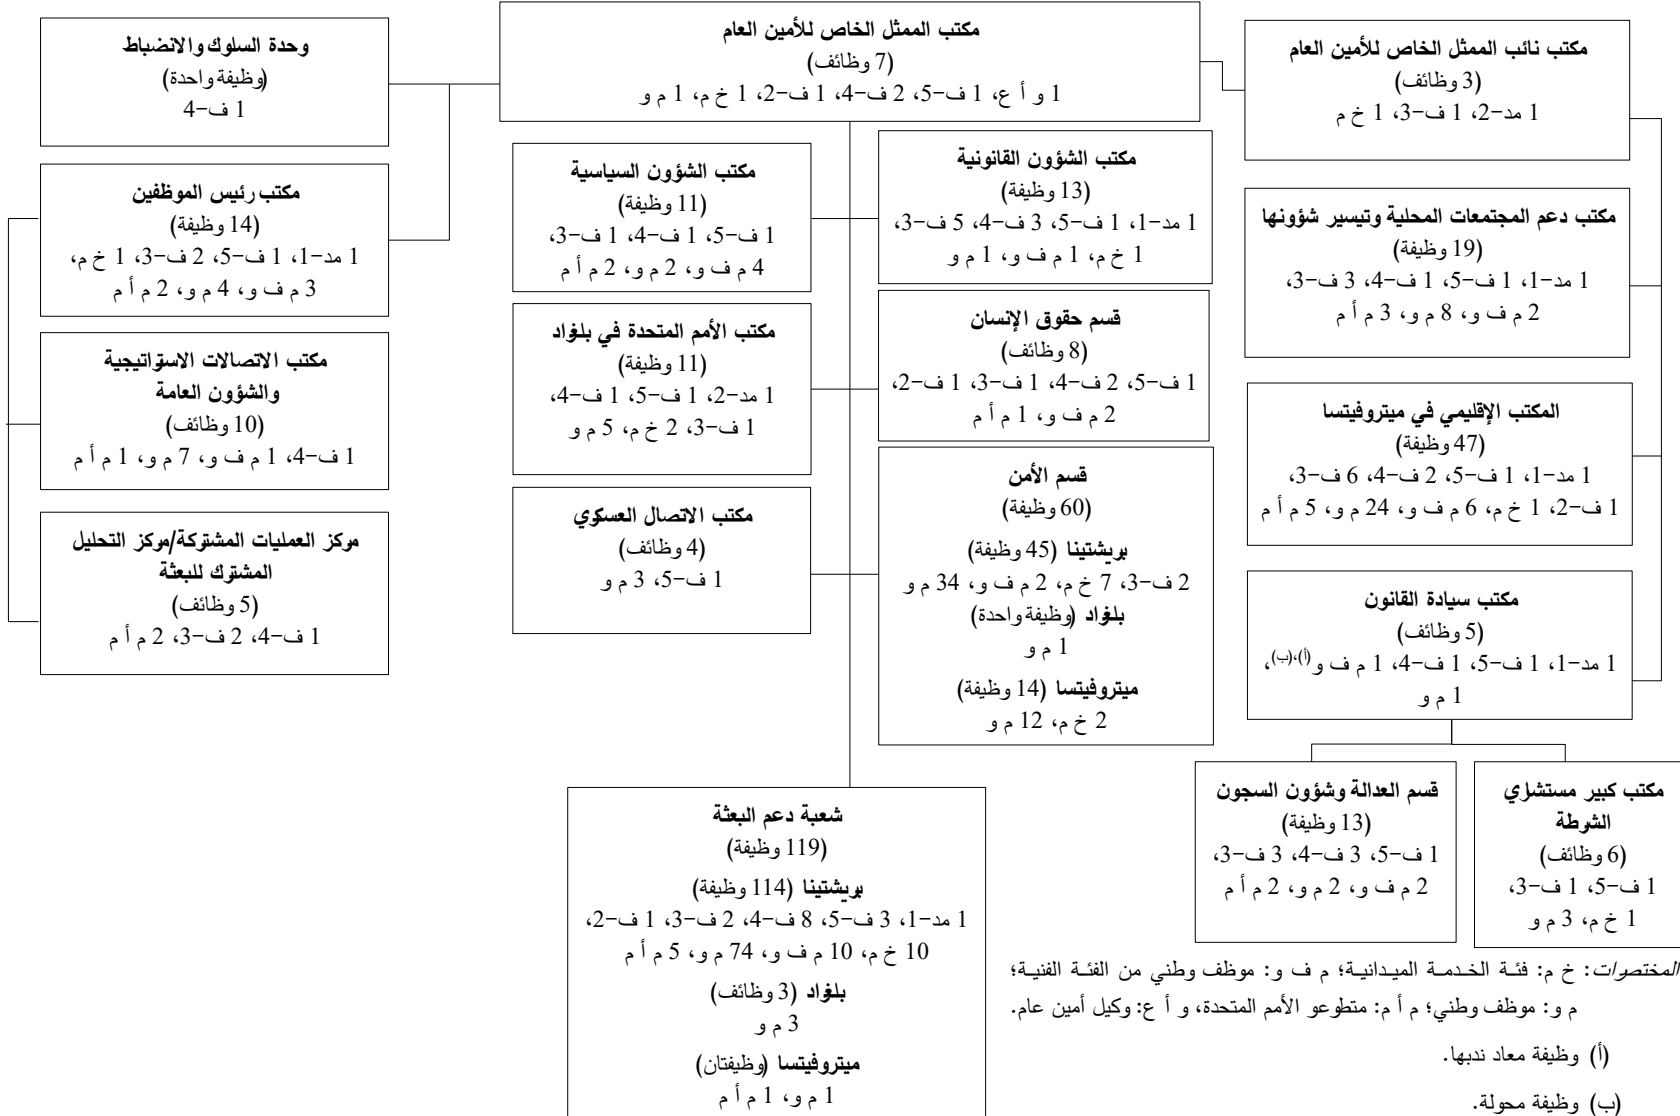 مكتب الممثل الخاص للأمين العام
(7 وظائف)
1 و أ ع، 1 ف-5، 2 ف-4، 1 ف-2، 1 خ م، 1 م و
مكتب نائب الممثل الخاص للأمين العام
(3 وظائف)
1 مد-2، 1 ف-3، 1 خ م
مكتب دعم المجتمعات المحلية وتيسير شؤونها
(19 وظيفة)
1 مد-1، 1 ف-5، 1 ف-4، 3 ف-3،
2 م ف و، 8 م و، 3 م أ م
المكتب الإقليمي في ميتروفيتسا
(47 وظيفة)
1 مد-1، 1 ف-5، 2 ف-4، 6 ف-3،
1 ف-2، 1 خ م، 6 م ف و، 24 م و، 5 م أ م
مكتب سيادة القانون
(5 وظائف)
1 مد-1، 1 ف-5، 1 ف-4، 1 م ف و(أ)،(ب)،
1 م و
مكتب كبير مستشاري
الشرطة
(6 وظائف)
1 ف-5، 1 ف-3،
1 خ م، 3 م و
قسم العدالة وشؤون السجون
(13 وظيفة)
1 ف-5، 3 ف-4، 3 ف-3،
2 م ف و، 2 م و، 2 م أ م
مكتب الشؤون القانونية
(13 وظيفة)
1 مد-1، 1 ف-5، 3 ف-4، 5 ف-3،
1 خ م، 1 م ف و، 1 م و
قسم حقوق الإنسان
(8 وظائف)
1 ف-5، 2 ف-4، 1 ف-3، 1 ف-2،
2 م ف و، 1 م أ م
قسم الأمن
(60 وظيفة)
بريشتينا (45 وظيفة)
2 ف-3، 7 خ م، 2 م ف و، 34 م و
بلغراد (وظيفة واحدة)
1 م و
ميتروفيتسا (14 وظيفة)
2 خ م، 12 م و
مكتب الشؤون السياسية
(11 وظيفة)
1 ف-5، 1 ف-4، 1 ف-3،
4 م ف و، 2 م و، 2 م أ م
مكتب الأمم المتحدة في بلغراد
(11 وظيفة)
1 مد-2، 1 ف-5، 1 ف-4،
1 ف-3، 2 خ م، 5 م و
مكتب الاتصال العسكري
(4 وظائف)
1 ف-5، 3 م و
شعبة دعم البعثة
(119 وظيفة)
بريشتينا (114 وظيفة)
1 مد-1، 3 ف-5، 8 ف-4، 2 ف-3، 1 ف-2،
10 خ م، 10 م ف و، 74 م و، 5 م أ م
بلغراد (3 وظائف)
3 م و
ميتروفيتسا (وظيفتان)
1 م و، 1 م أ م
وحدة السلوك والانضباط
(وظيفة واحدة)
1 ف-4
مكتب رئيس الموظفين
(14 وظيفة)
1 مد-1، 1 ف-5، 2 ف-3، 1 خ م،
3 م ف و، 4 م و، 2 م أ م
مكتب الاتصالات الاستراتيجية
والشؤون العامة
(10 وظائف)
1 ف-4، 1 م ف و، 7 م و، 1 م أ م
مركز العمليات المشتركة/مركز التحليل
المشترك للبعثة
(5 وظائف)
1 ف-4، 2 ف-3، 2 م أ م
المختصرات: خ م: فئة الخدمة الميدانية؛ م ف و: موظف وطني من الفئة الفنية؛
م و: موظف وطني؛ م أ م: متطوعو الأمم المتحدة، و أ ع: وكيل أمين عام.
(أ) وظيفة معاد ندبها.
(ب) وظيفة محولة.